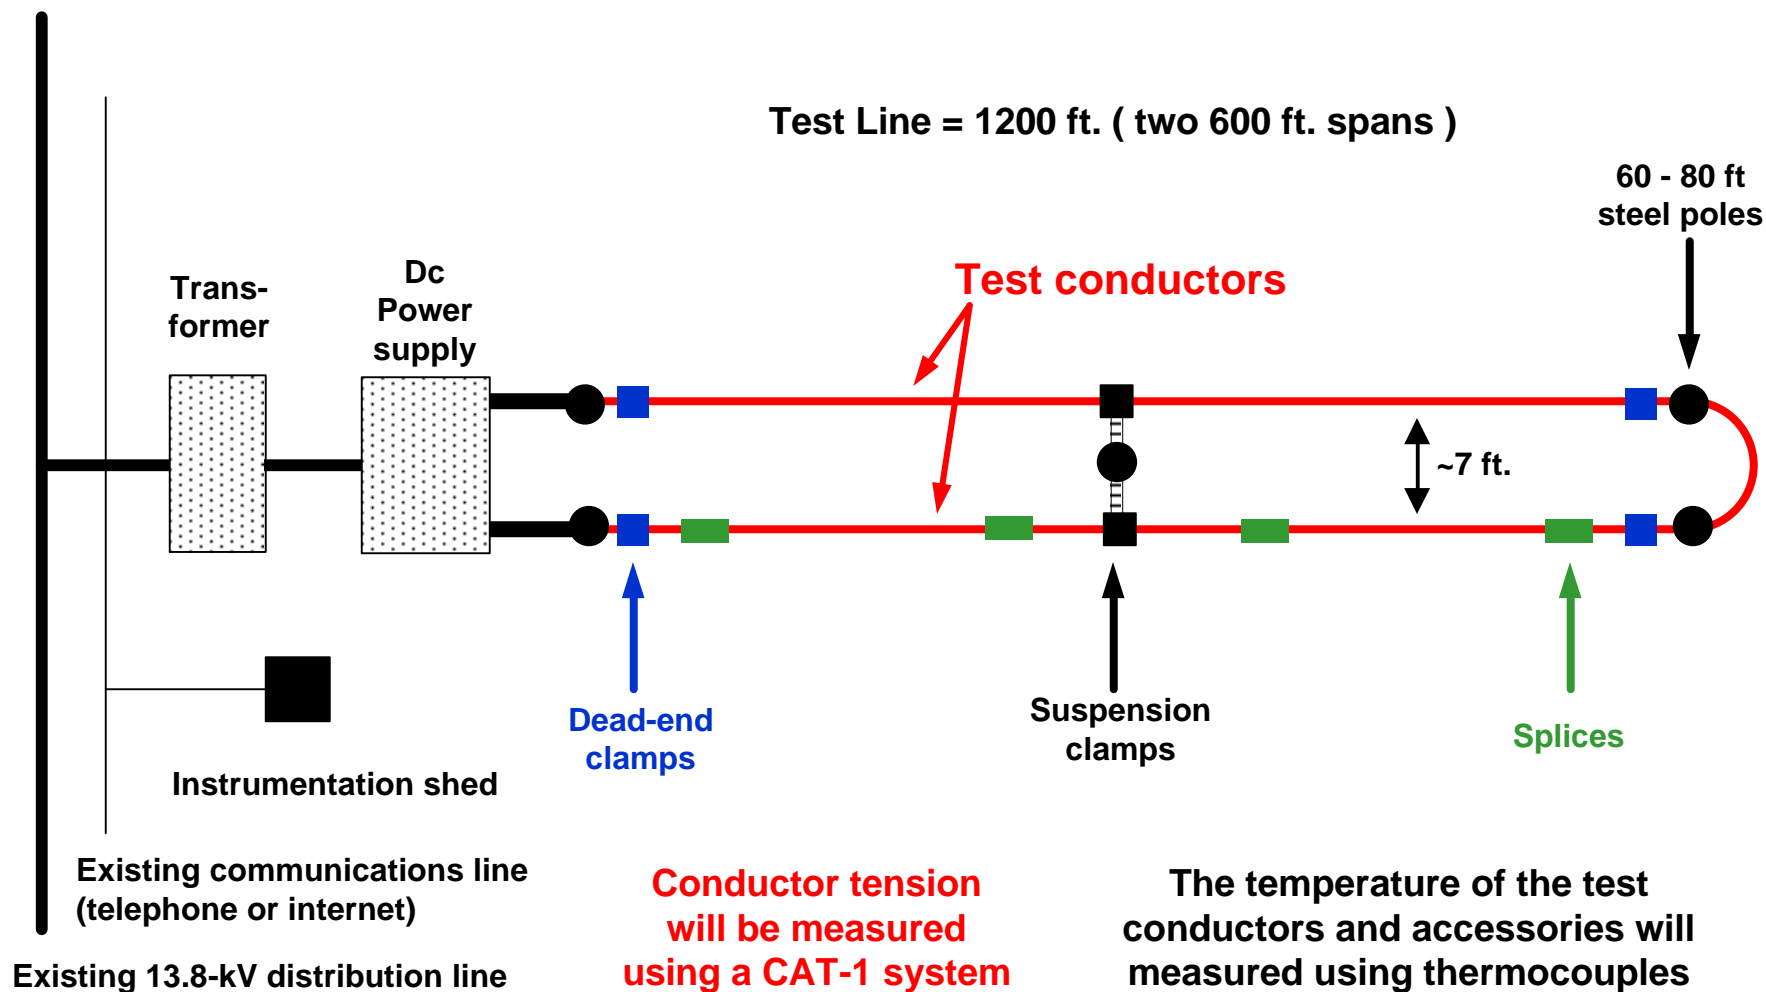 Test Line = 1200 ft. ( two 600 ft. spans )
60 - 80 ft
steel poles
Trans-
former
Dc
Power
supply
Test conductors
~7 ft.
Dead-end
clamps
Suspension
clamps
Splices
Instrumentation shed
Existing communications line
(telephone or internet)
Existing 13.8-kV distribution line
Conductor tension
will be measured
using a CAT-1 system
The temperature of the test
conductors and accessories will
measured using thermocouples